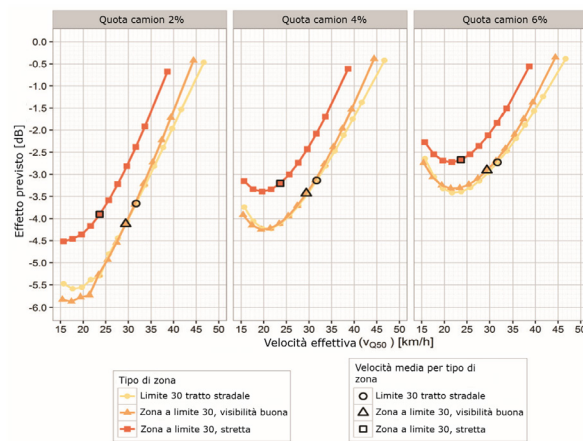 Quota camion 2%
Quota camion 4%
Quota camion 6%
Effetto previsto [dB]
0.0
-0.5
-1.0
-1.5
-2.0
-2.5
-3.0
-3.5
-4.0
-4.5
-5.0
-5.5
-6.0
15 20 25 30 35 40 45 50
15 20 25 30 35 40 45 50
15 20 25 30 35 40 45 50
Velocità effettiva (vQ50) [km/h]
Tipo di zona
Limite 30 tratto stradale
Zona a limite 30, visibilità buona
Zona a limite 30, stretta
Velocità media per tipo di
zona
Limite 30 tratto stradale
Zona a limite 30, visibilità buona
Zona a limite 30, stretta